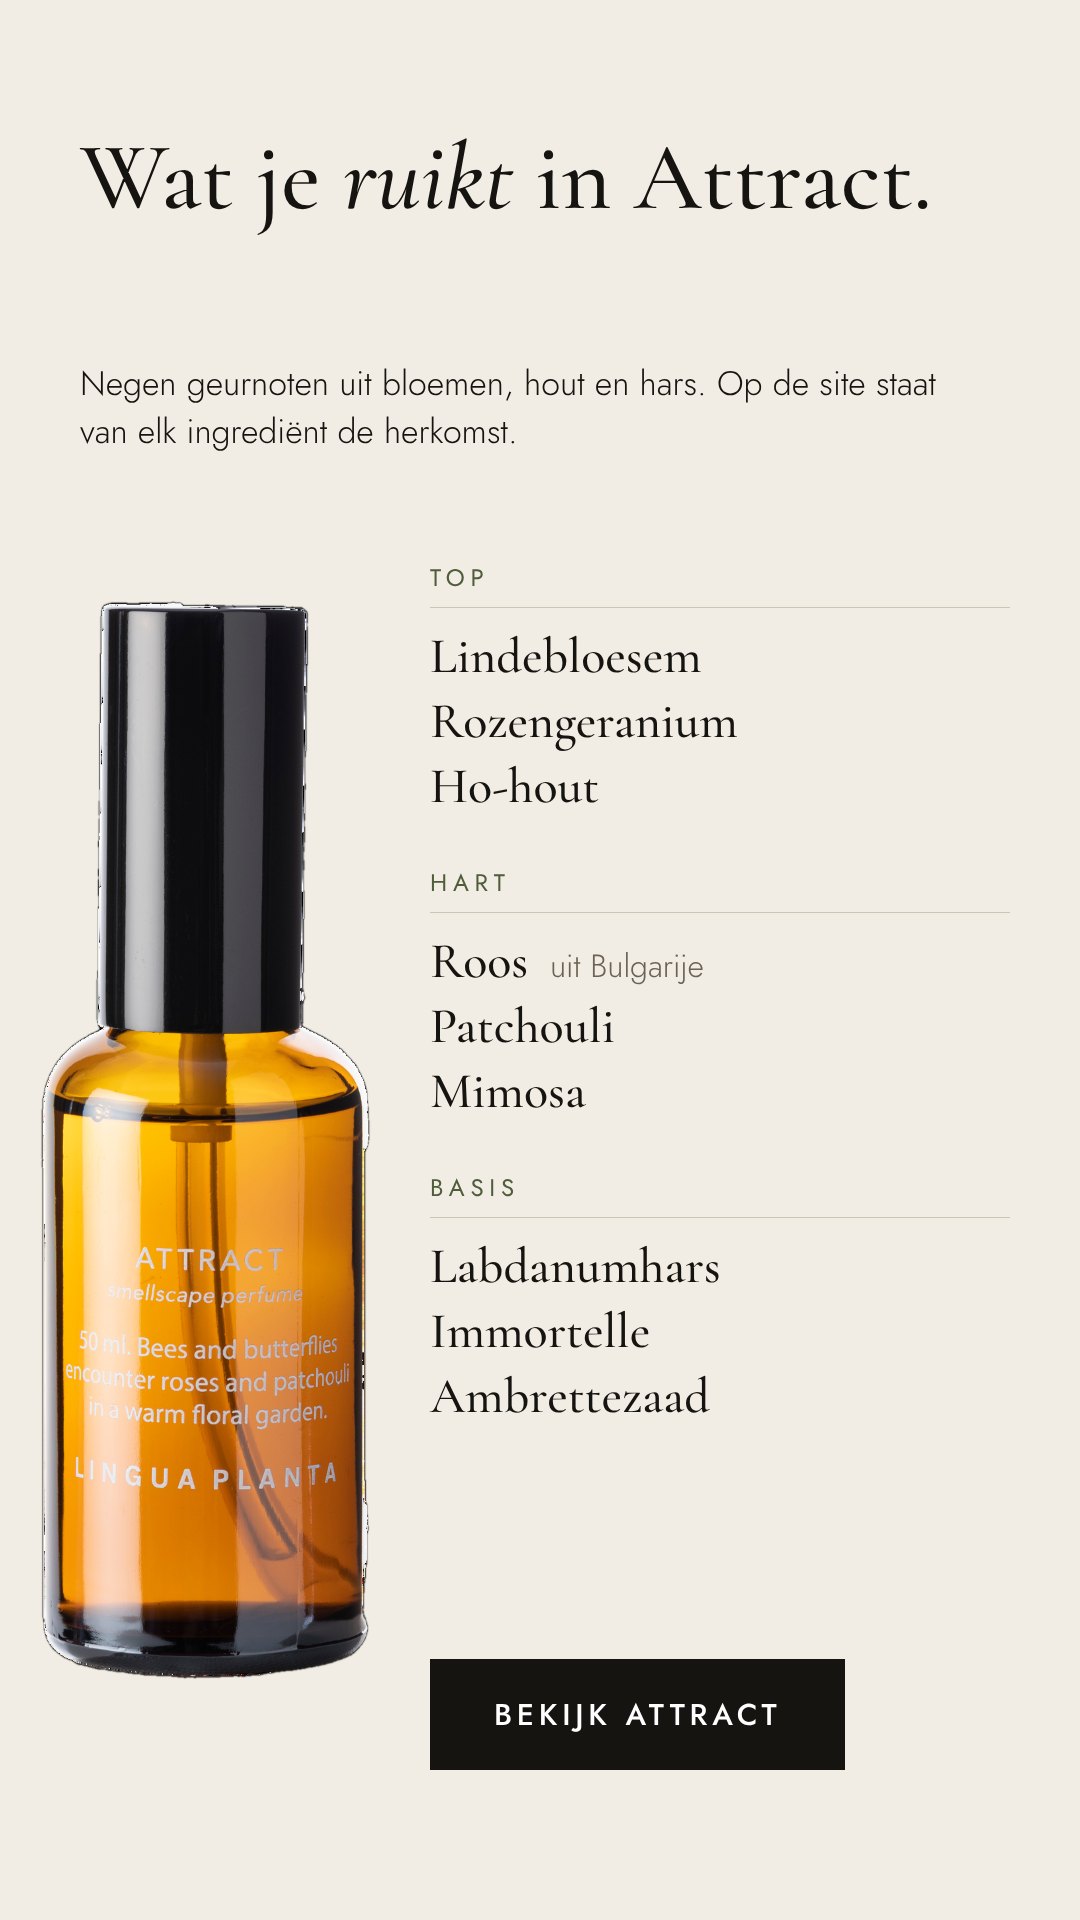 Wat je ruikt in Attract.
Negen geurnoten uit bloemen, hout en hars. Op de site staat
van elk ingrediënt de herkomst.
TOP
Lindebloesem
Rozengeranium
Ho-hout
HART
Roos uit Bulgarije
Patchouli
Mimosa
BASIS
Labdanumhars
Immortelle
Ambrettezaad
ATTRACT
smellscape perfume
50 ml. Bees and butterflies
encounter roses and patchouli
in a warm floral garden.
LINGUA PLANTA
BEKIJK ATTRACT